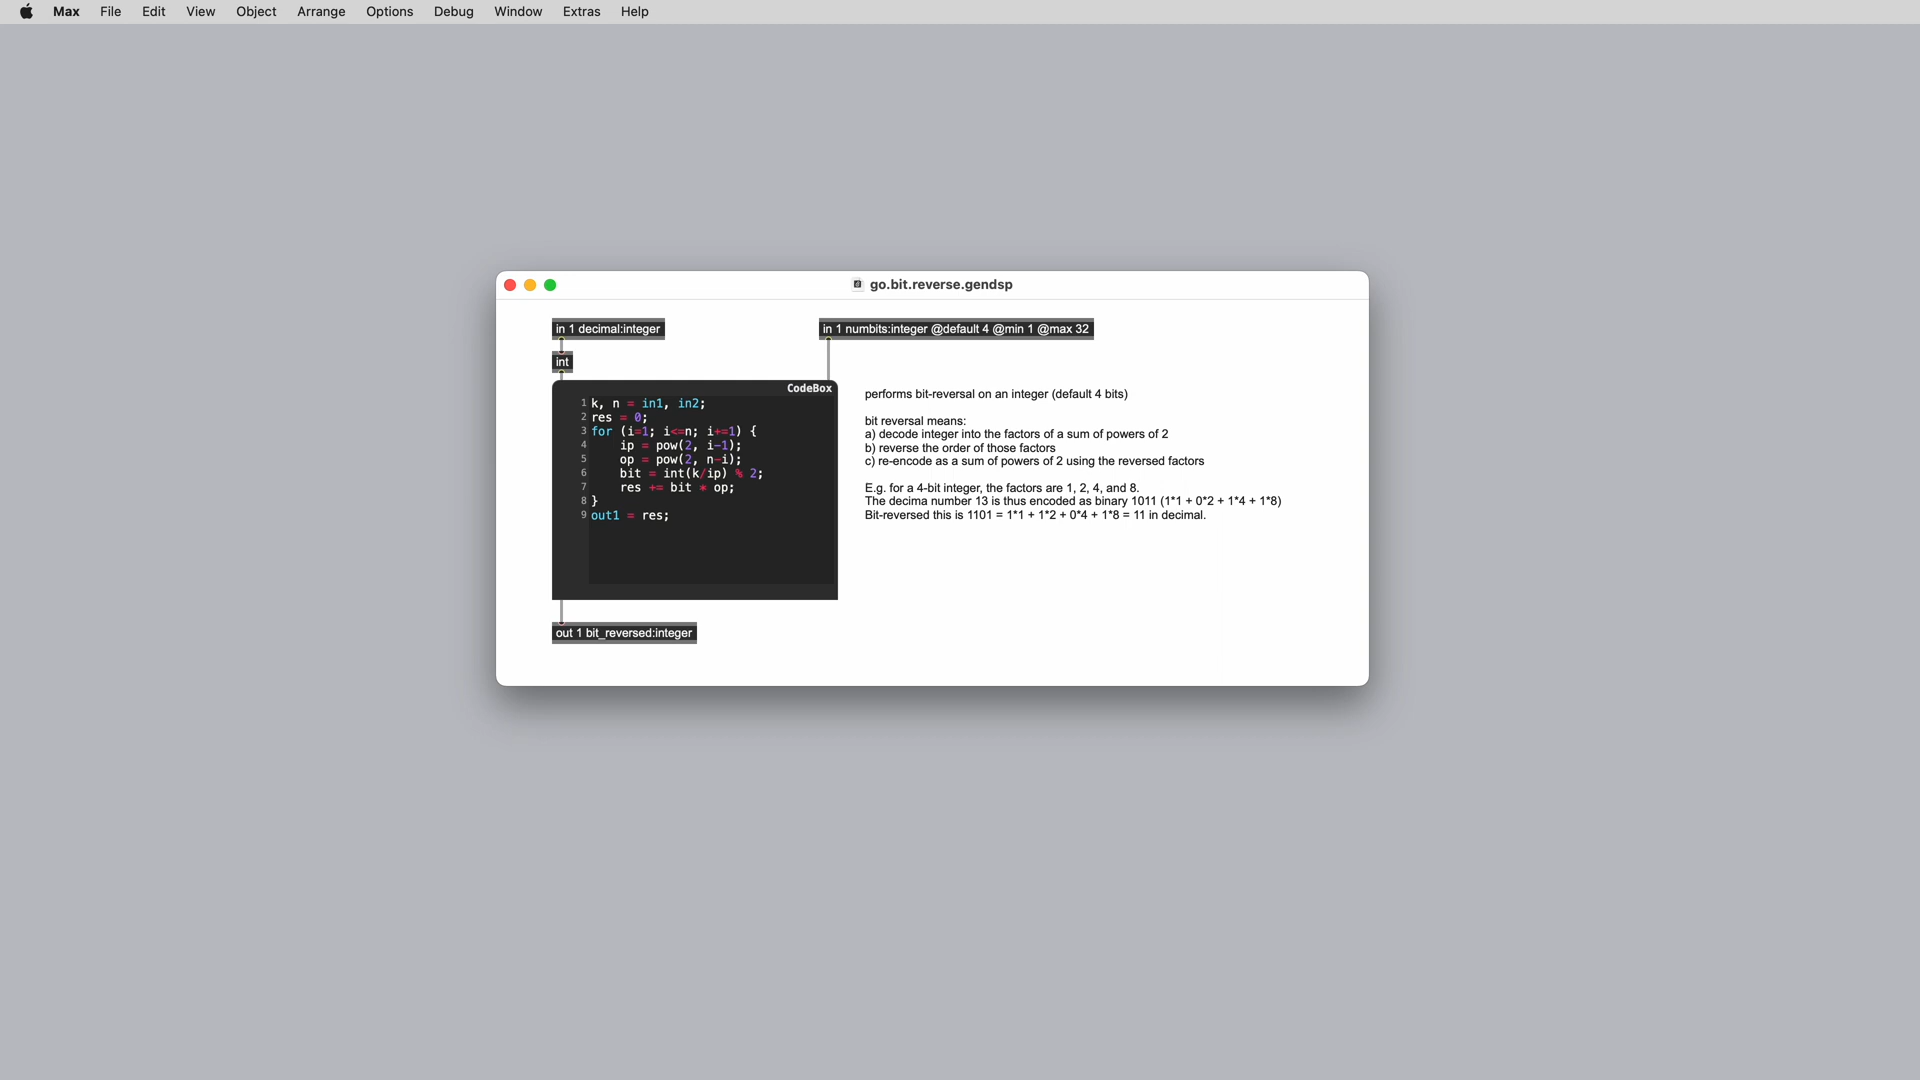 Max File Edit View Object Arrange Options Debug Window Extras Help
go.bit.reverse.gendsp
in 1 decimal:integer
in 1 numbits:integer @default 4 @min 1 @max 32
int
CodeBox
1 k, n = in1, in2;
2 res = 0;
3 for (i=1; i<=n; i+=1) {
4 ip = pow(2, i-1);
5 op = pow(2, n-i);
6 bit = int(k/ip) % 2;
7 res += bit * op;
8 }
9 out1 = res;
performs bit-reversal on an integer (default 4 bits)
bit reversal means:
a) decode integer into the factors of a sum of powers of 2
b) reverse the order of those factors
c) re-encode as a sum of powers of 2 using the reversed factors
E.g. for a 4-bit integer, the factors are 1, 2, 4, and 8.
The decima number 13 is thus encoded as binary 1011 (1*1 + 0*2 + 1*4 + 1*8)
Bit-reversed this is 1101 = 1*1 + 1*2 + 0*4 + 1*8 = 11 in decimal.
out 1 bit_reversed:integer